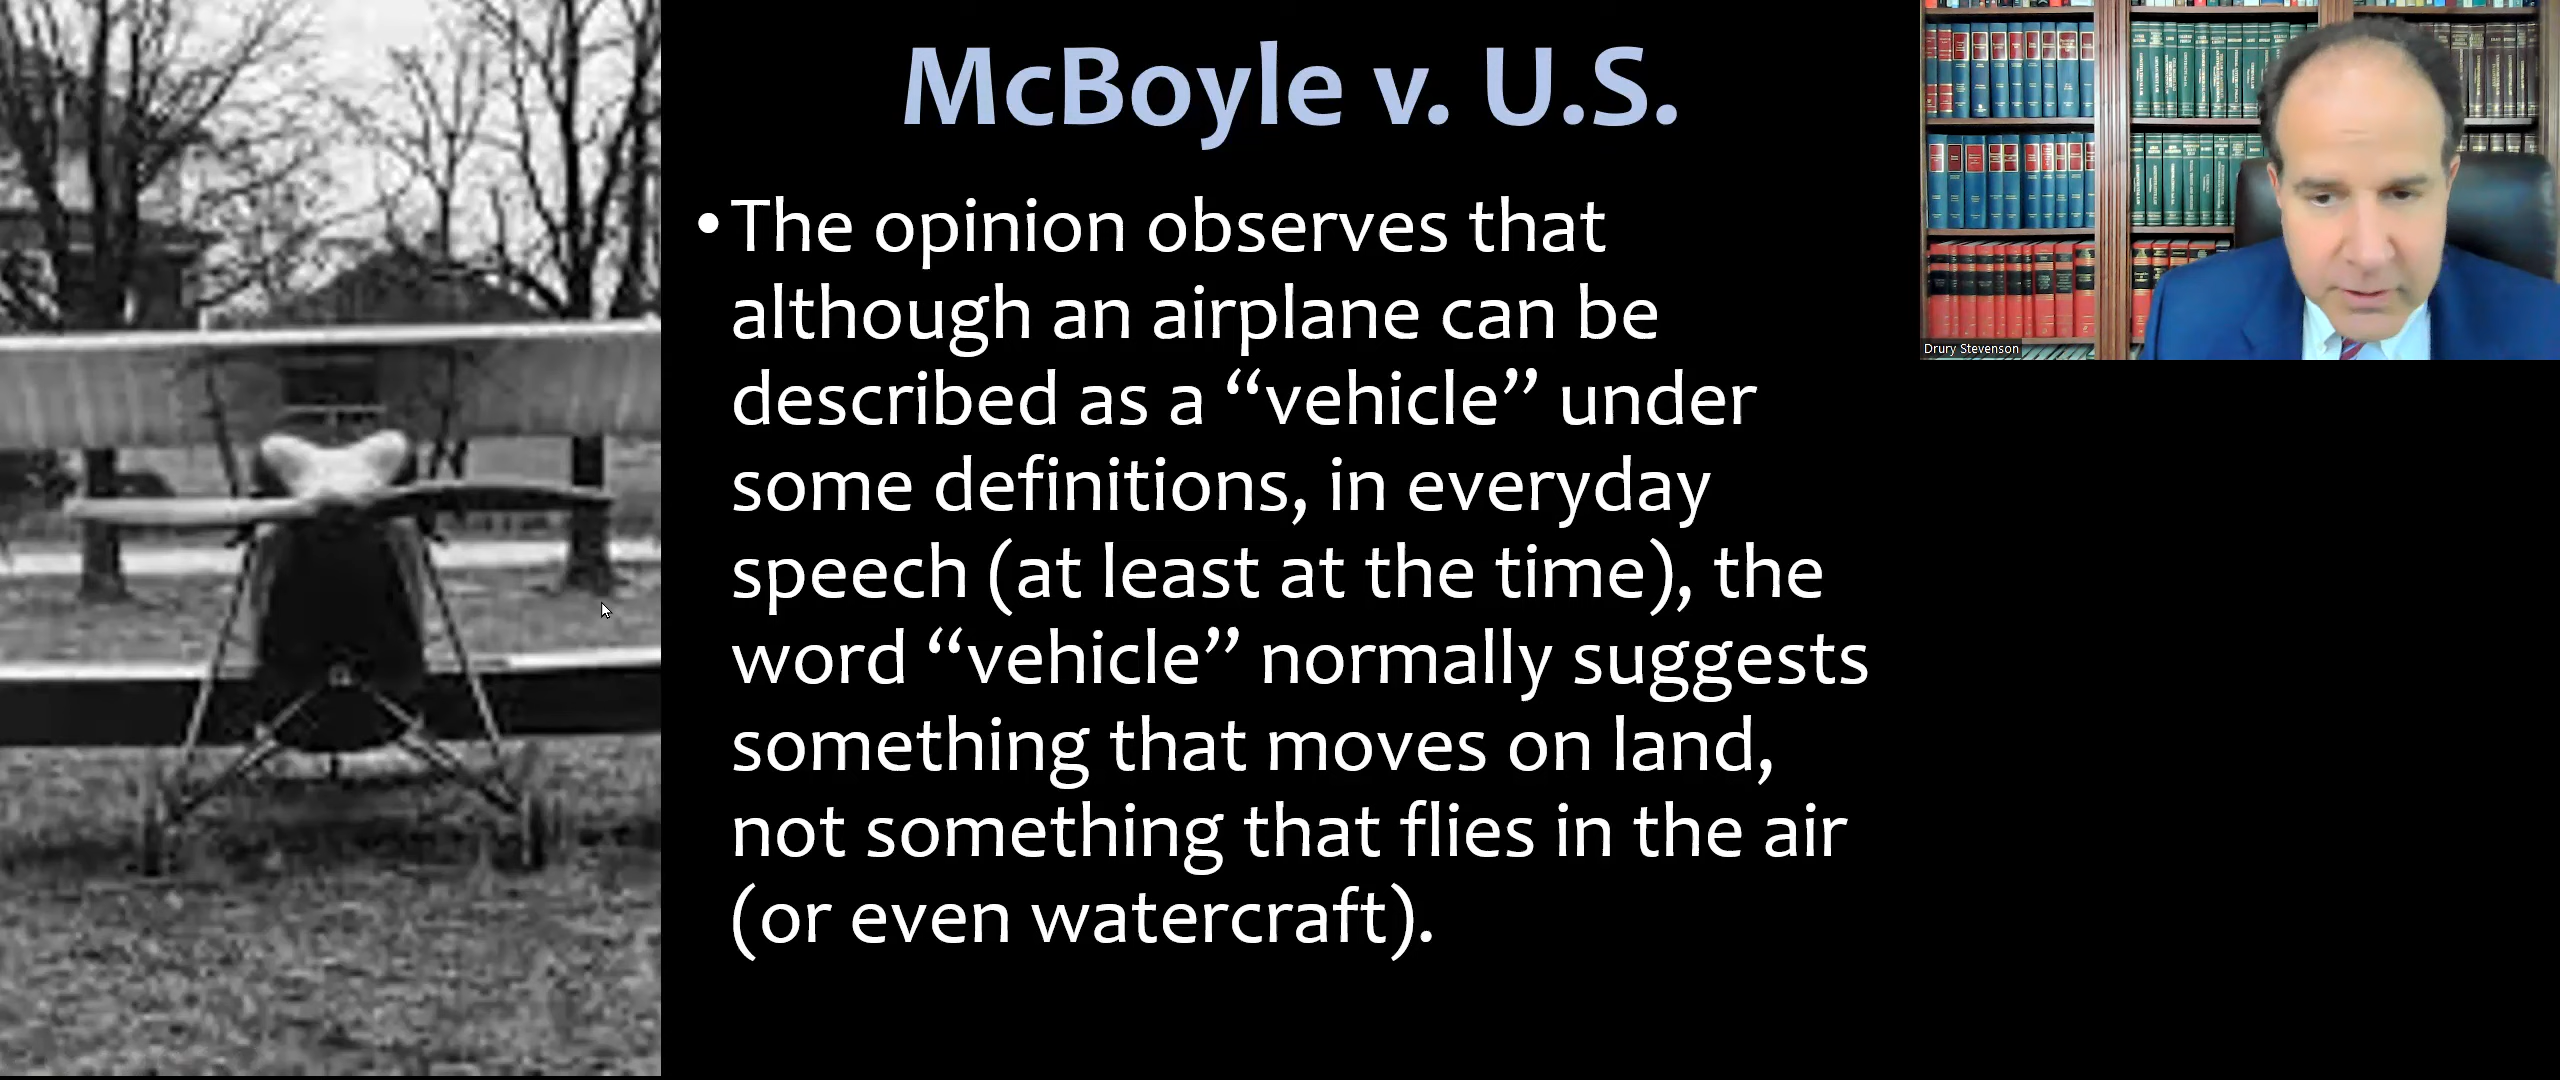 McBoyle v. U.S.
• The opinion observes that
although an airplane can be
described as a “vehicle” under
some definitions, in everyday
speech (at least at the time), the
word “vehicle” normally suggests
something that moves on land,
not something that flies in the air
(or even watercraft).
Drury Stevenson